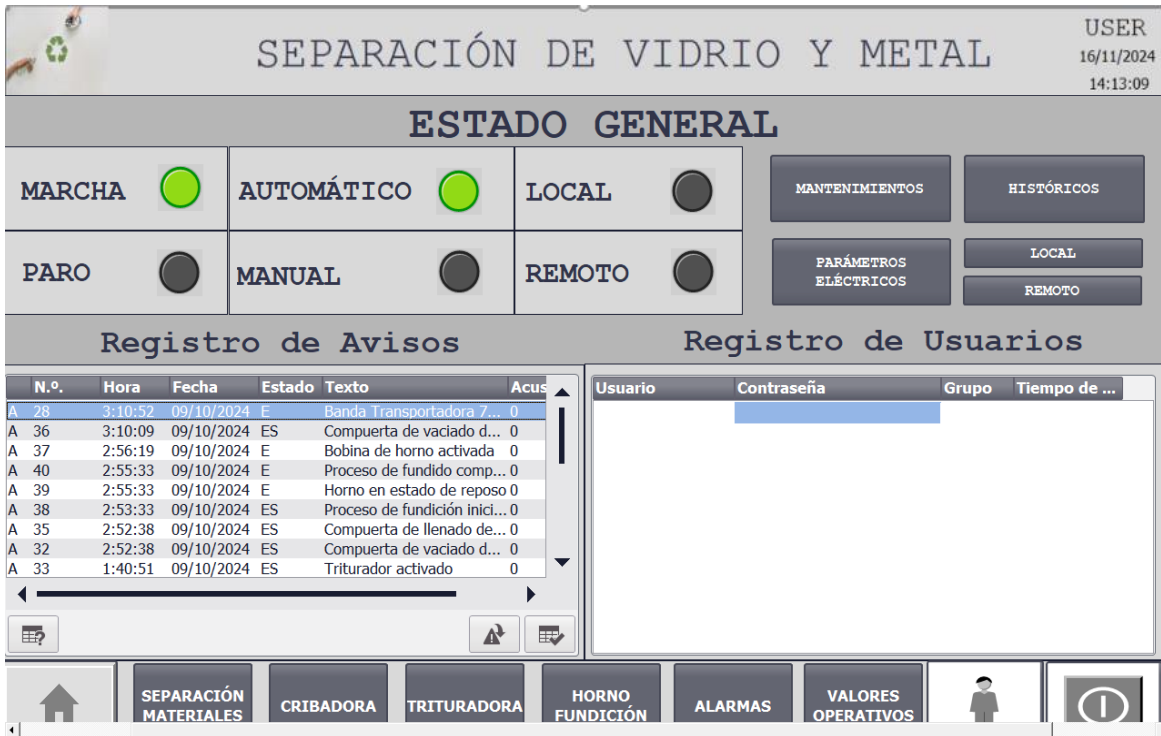 SEPARACIÓN DE VIDRIO Y METAL
USER
16/11/2024
14:13:09
ESTADO GENERAL
MARCHA
AUTOMÁTICO
LOCAL
MANTENIMIENTOS
HISTÓRICOS
PARO
MANUAL
REMOTO
PARÁMETROS
ELÉCTRICOS
LOCAL
REMOTO
Registro de Avisos
Registro de Usuarios
N.º. Hora Fecha Estado Texto Acus
A 28 3:10:52 09/10/2024 E Banda Transportadora 7... 0
A 36 3:10:09 09/10/2024 ES Compuerta de vaciado d... 0
A 37 2:56:19 09/10/2024 E Bobina de horno activada 0
A 40 2:55:33 09/10/2024 E Proceso de fundido comp... 0
A 39 2:55:33 09/10/2024 E Horno en estado de reposo 0
A 38 2:53:33 09/10/2024 ES Proceso de fundición inici... 0
A 35 2:52:38 09/10/2024 ES Compuerta de llenado de... 0
A 32 2:52:38 09/10/2024 ES Compuerta de vaciado d... 0
A 33 1:40:51 09/10/2024 ES Triturador activado 0
Usuario Contraseña Grupo Tiempo de ...
SEPARACIÓN
MATERIALES
CRIBADORA
TRITURADORA
HORNO
FUNDICIÓN
ALARMAS
VALORES
OPERATIVOS